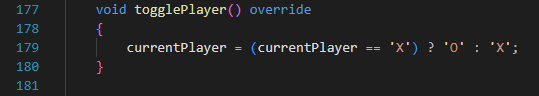 177 void togglePlayer() override
178 {
179 currentPlayer = (currentPlayer == 'X') ? 'O' : 'X';
180 }
181